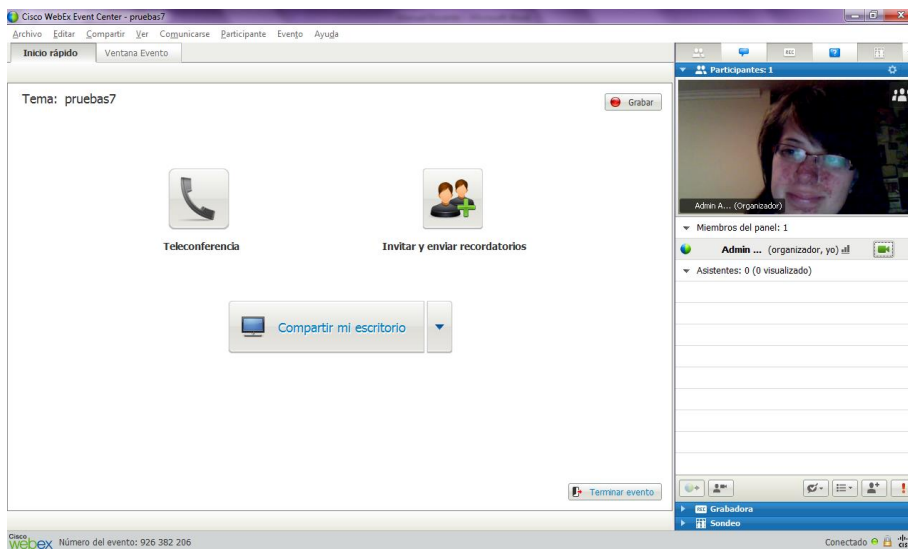 Cisco WebEx Event Center - pruebas7
Archivo Editar Compartir Ver Comunicarse Participante Evento Ayuda
Inicio rápido Ventana Evento
REC ?
Participantes: 1
Tema: pruebas7
Grabar
Admin A... (Organizador)
Teleconferencia
Invitar y enviar recordatorios
Miembros del panel: 1
Admin ... (organizador, yo)
Asistentes: 0 (0 visualizado)
Compartir mi escritorio
Terminar evento
REC Grabadora
Sondeo
Cisco
webex Número del evento: 926 382 206
Conectado